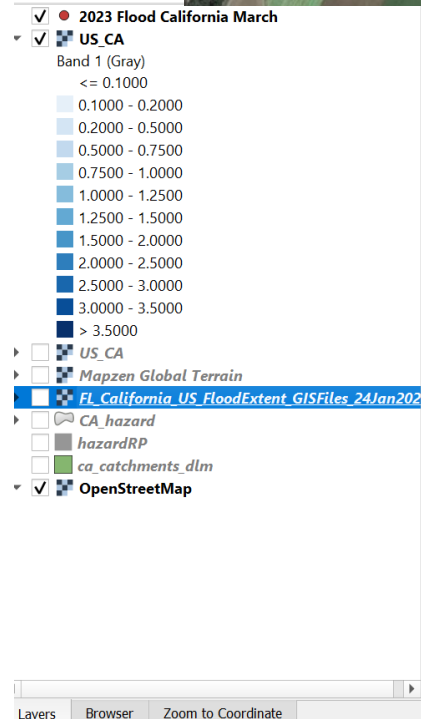 2023 Flood California March
US_CA
Band 1 (Gray)
<= 0.1000
0.1000 - 0.2000
0.2000 - 0.5000
0.5000 - 0.7500
0.7500 - 1.0000
1.0000 - 1.2500
1.2500 - 1.5000
1.5000 - 2.0000
2.0000 - 2.5000
2.5000 - 3.0000
3.0000 - 3.5000
> 3.5000
US_CA
Mapzen Global Terrain
FL_California_US_FloodExtent_GISFiles_24Jan202
CA_hazard
hazardRP
ca_catchments_dlm
OpenStreetMap
Layers Browser Zoom to Coordinate